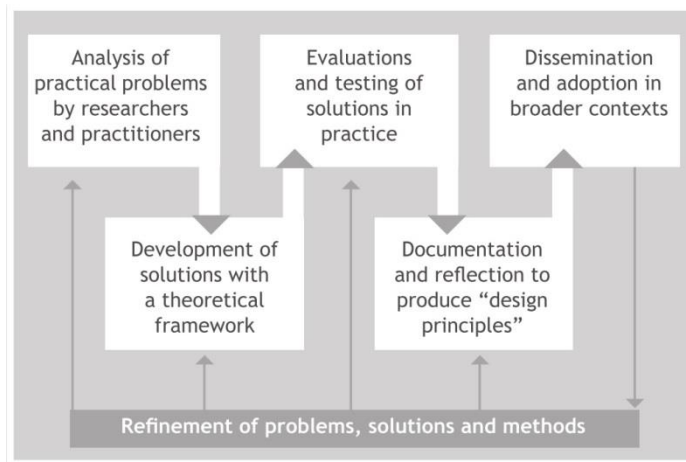 Analysis of
practical problems
by researchers
and practitioners
Development of
solutions with
a theoretical
framework
Evaluations
and testing of
solutions in
practice
Documentation
and reflection to
produce “design
principles”
Dissemination
and adoption in
broader contexts
Refinement of problems, solutions and methods